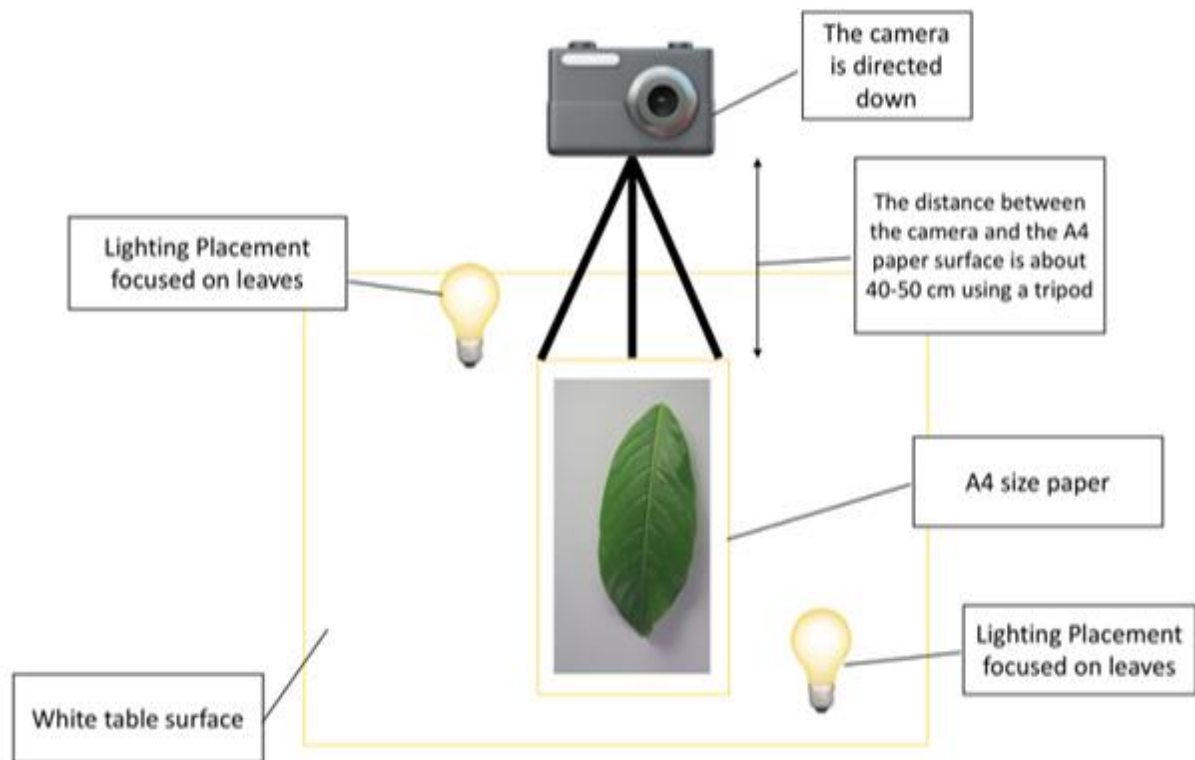 The camera
is directed
down
The distance between
the camera and the A4
paper surface is about
40-50 cm using a tripod
Lighting Placement
focused on leaves
A4 size paper
Lighting Placement
focused on leaves
White table surface